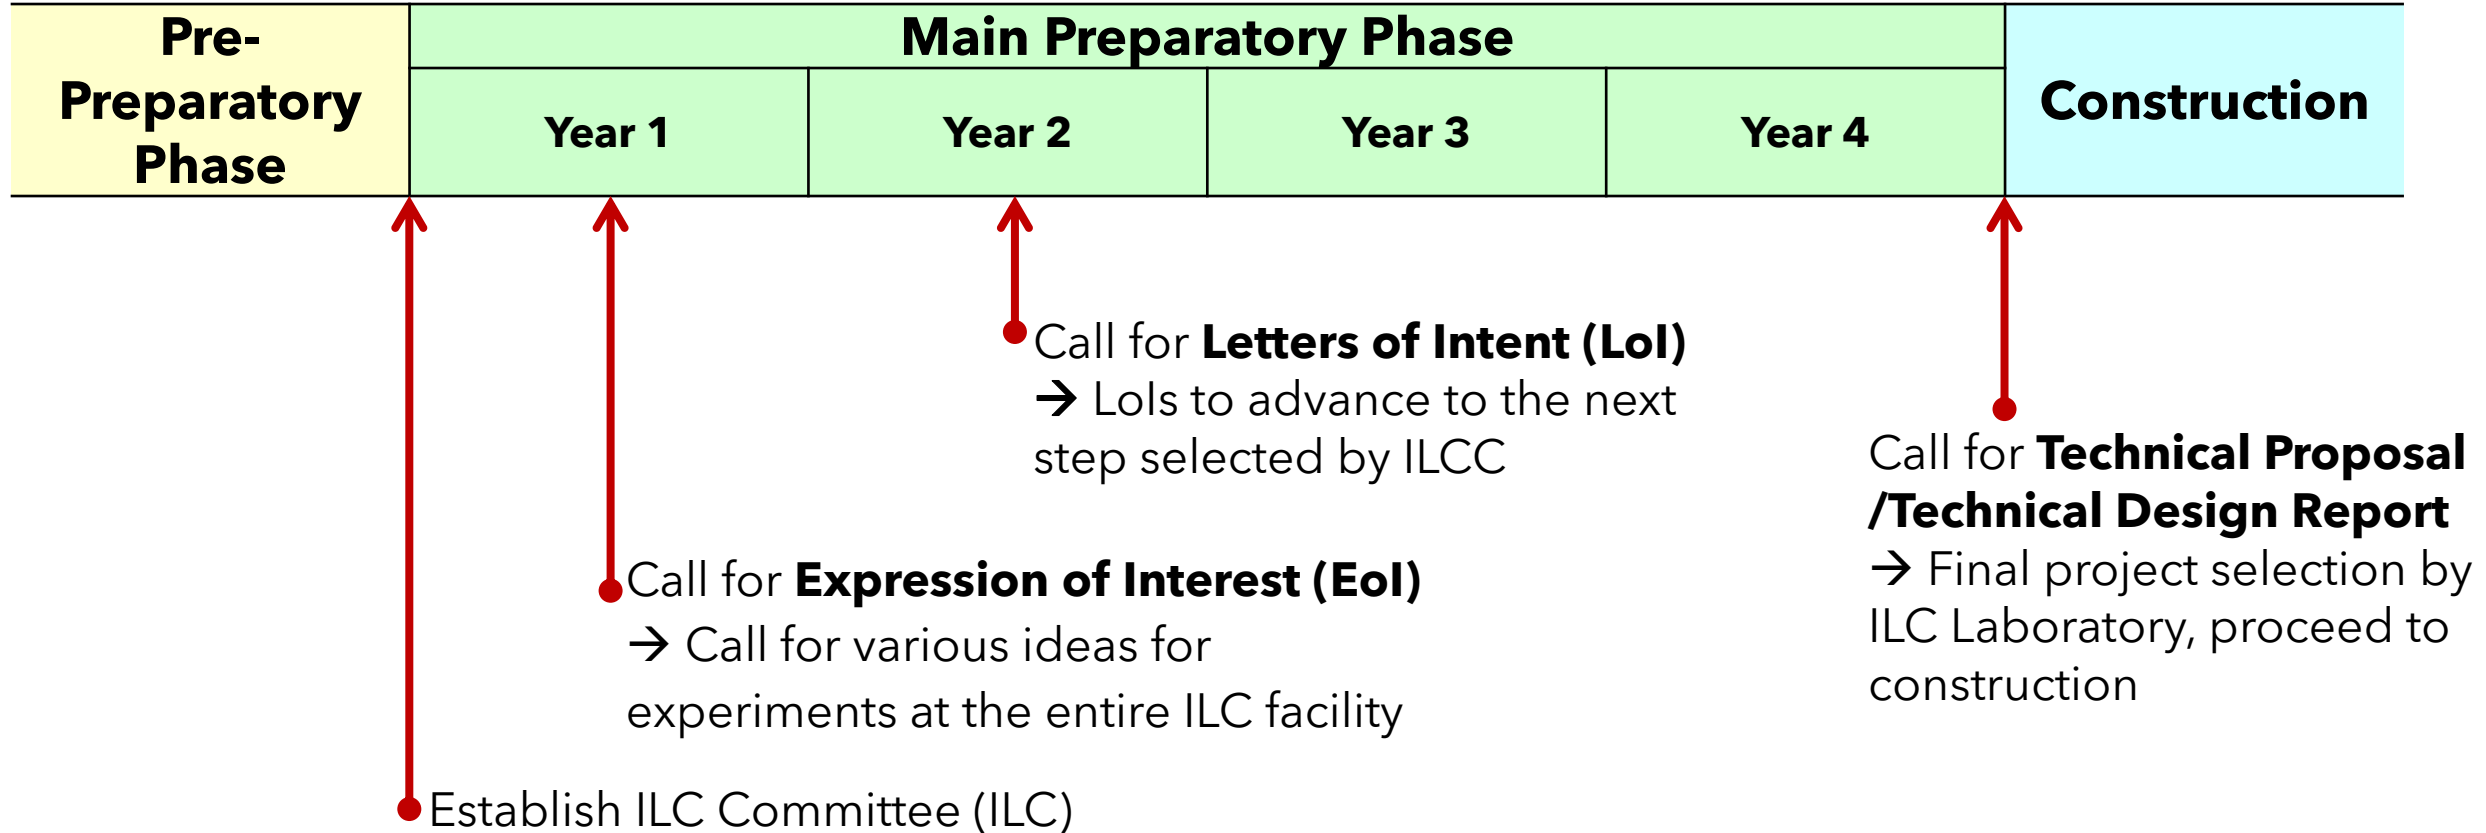 Pre-
Preparatory
Phase
Main Preparatory Phase
Year 1
Year 2
Year 3
Year 4
Construction
Call for Letters of Intent (LoI)
→ LoIs to advance to the next
step selected by ILCC
Call for Technical Proposal
/Technical Design Report
→ Final project selection by
ILC Laboratory, proceed to
construction
Call for Expression of Interest (EoI)
→ Call for various ideas for
experiments at the entire ILC facility
Establish ILC Committee (ILC)